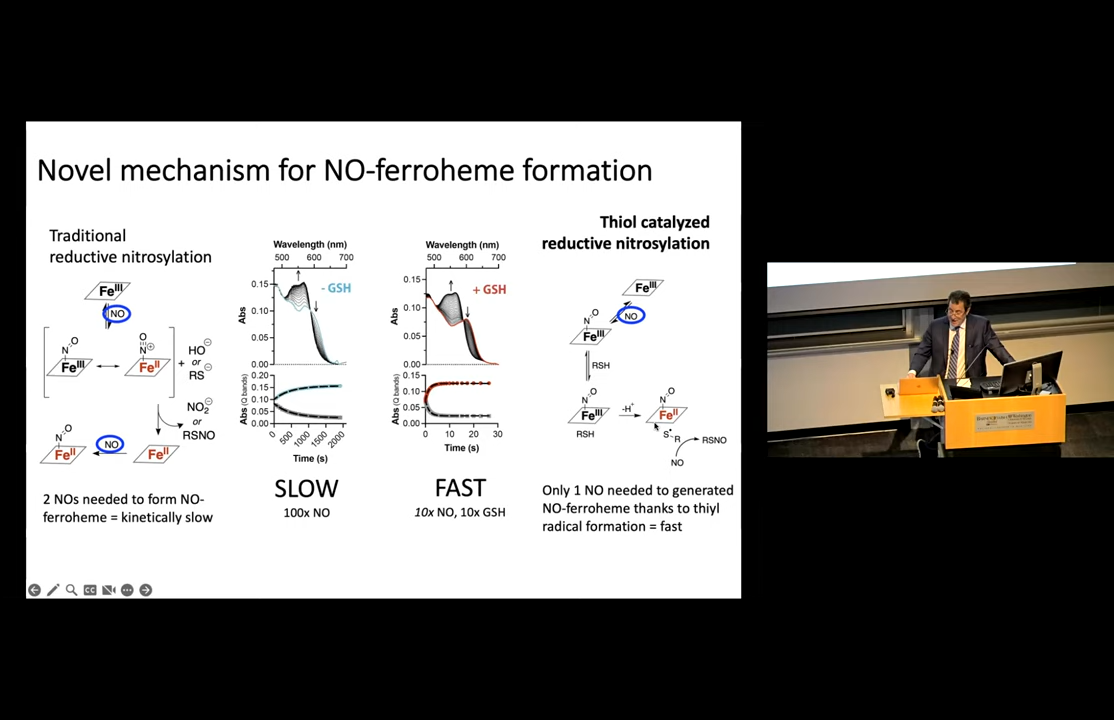 Novel mechanism for NO-ferroheme formation
Traditional
reductive nitrosylation
Fe^III
NO
N O
Fe^III
O
N ⊕
Fe^II
+
HO ⊖
or
RS ⊖
NO2 ⊖
or
RSNO
N O
Fe^II
NO
Fe^II
2 NOs needed to form NO-
ferroheme = kinetically slow
Wavelength (nm)
500 600 700
- GSH
Abs
0.15
0.10
0.05
0.00
Abs (Q bands)
0.20
0.15
0.10
0.05
0.00
0 500 1000 1500 2000
Time (s)
SLOW
100x NO
Wavelength (nm)
500 600 700
+ GSH
Abs
0.15
0.10
0.05
0.00
Abs (Q bands)
0.15
0.10
0.05
0.00
0 10 20 30
Time (s)
FAST
10x NO, 10x GSH
Thiol catalyzed
reductive nitrosylation
Fe^III
NO
N O
Fe^III
RSH
N O
Fe^III
RSH
-H+
N O
Fe^II
S• R
NO
RSNO
Only 1 NO needed to generated
NO-ferroheme thanks to thiyl
radical formation = fast
CC